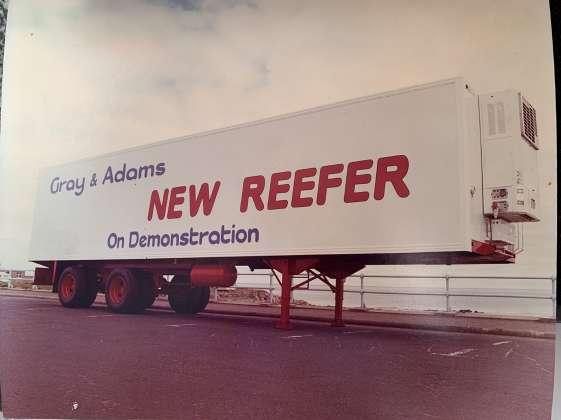 Gray & Adams
NEW REEFER
On Demonstration